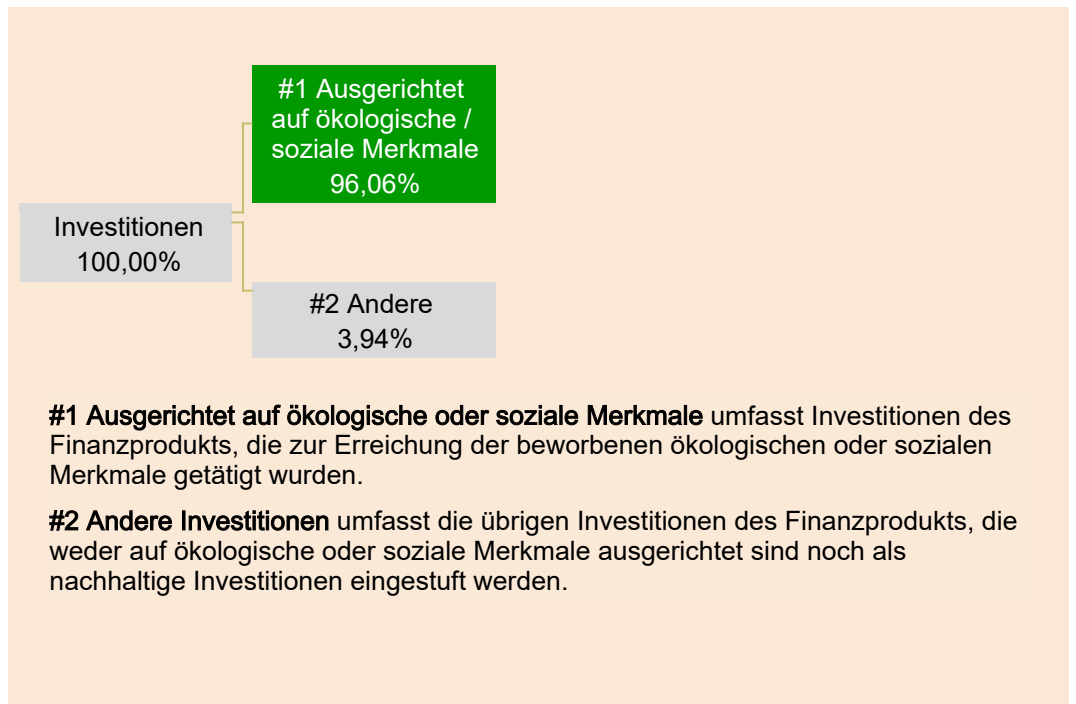 #1 Ausgerichtet
auf ökologische /
soziale Merkmale
96,06%
Investitionen
100,00%
#2 Andere
3,94%
#1 Ausgerichtet auf ökologische oder soziale Merkmale umfasst Investitionen des
Finanzprodukts, die zur Erreichung der beworbenen ökologischen oder sozialen
Merkmale getätigt wurden.
#2 Andere Investitionen umfasst die übrigen Investitionen des Finanzprodukts, die
weder auf ökologische oder soziale Merkmale ausgerichtet sind noch als
nachhaltige Investitionen eingestuft werden.